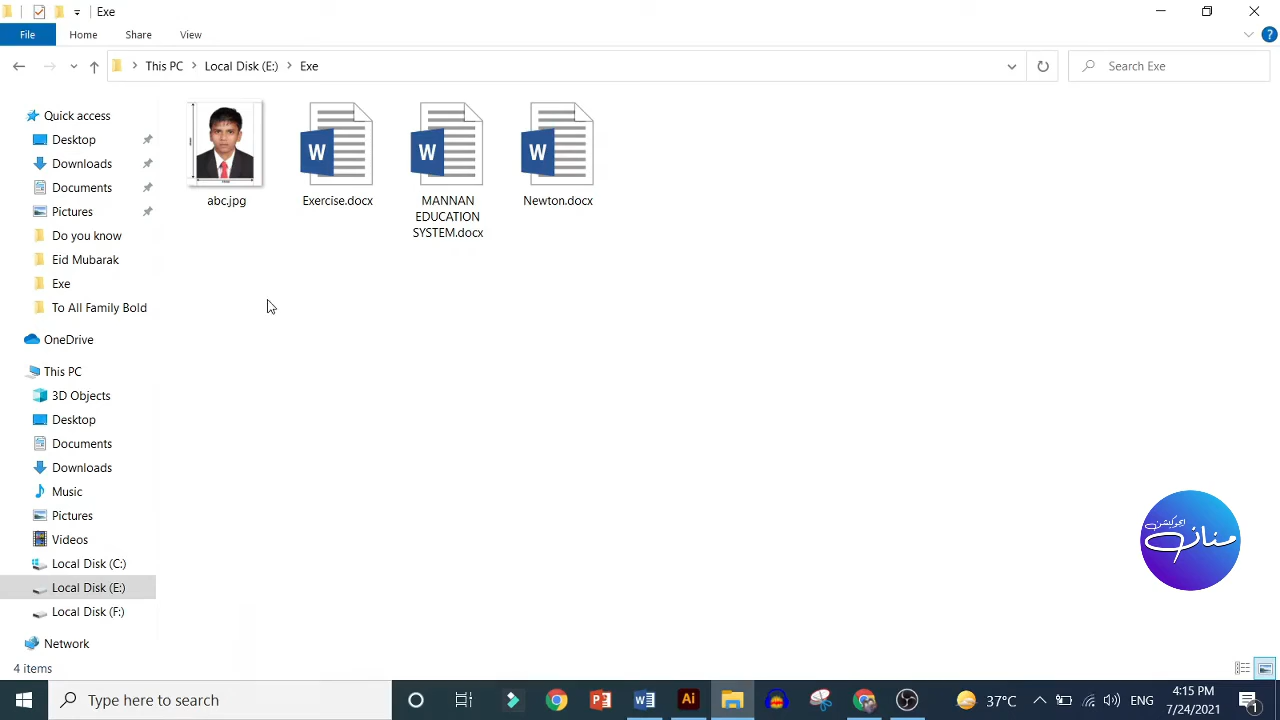 Exe
File
Home
Share
View
This PC
Local Disk (E:)
Exe
Search Exe
Quick access
Desktop
Downloads
Documents
Pictures
Do you know
Eid Mubarak
Exe
To All Family Bold
OneDrive
This PC
3D Objects
Desktop
Documents
Downloads
Music
Pictures
Videos
Local Disk (C:)
Local Disk (E:)
Local Disk (F:)
Network
abc.jpg
Exercise.docx
MANNAN
EDUCATION
SYSTEM.docx
Newton.docx
منان
ایجوکیشن
4 items
Type here to search
37°C
ENG
4:15 PM
7/24/2021